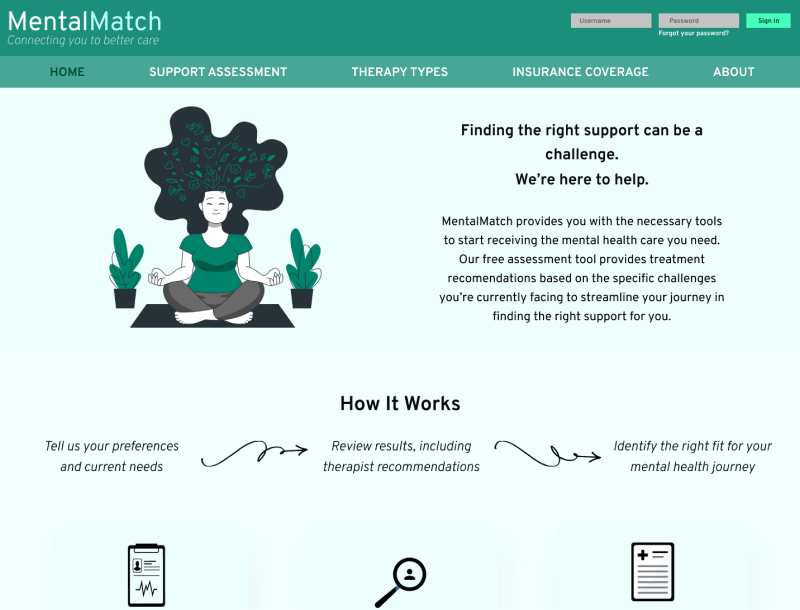 MentalMatch
Connecting you to better care
Username
Password
Sign In
Forgot your password?
HOME
SUPPORT ASSESSMENT
THERAPY TYPES
INSURANCE COVERAGE
ABOUT
Finding the right support can be a
challenge.
We're here to help.
MentalMatch provides you with the necessary tools
to start receiving the mental health care you need.
Our free assessment tool provides treatment
recomendations based on the specific challenges
you're currently facing to streamline your journey in
finding the right support for you.
How It Works
Tell us your preferences
and current needs
Review results, including
therapist recommendations
Identify the right fit for your
mental health journey